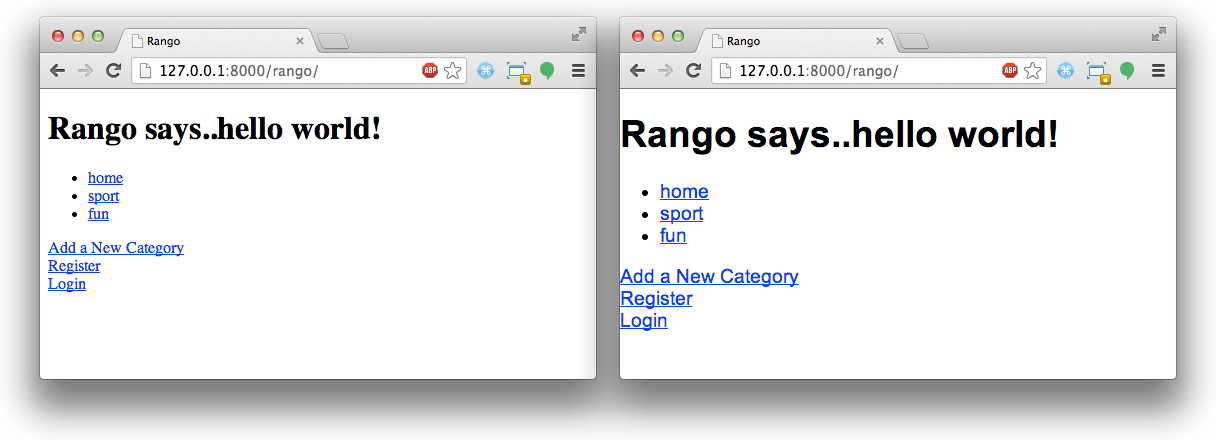 Rango
127.0.0.1:8000/rango/
ABP
Rango says..hello world!
home
sport
fun
Add a New Category
Register
Login
Rango
127.0.0.1:8000/rango/
ABP
Rango says..hello world!
home
sport
fun
Add a New Category
Register
Login